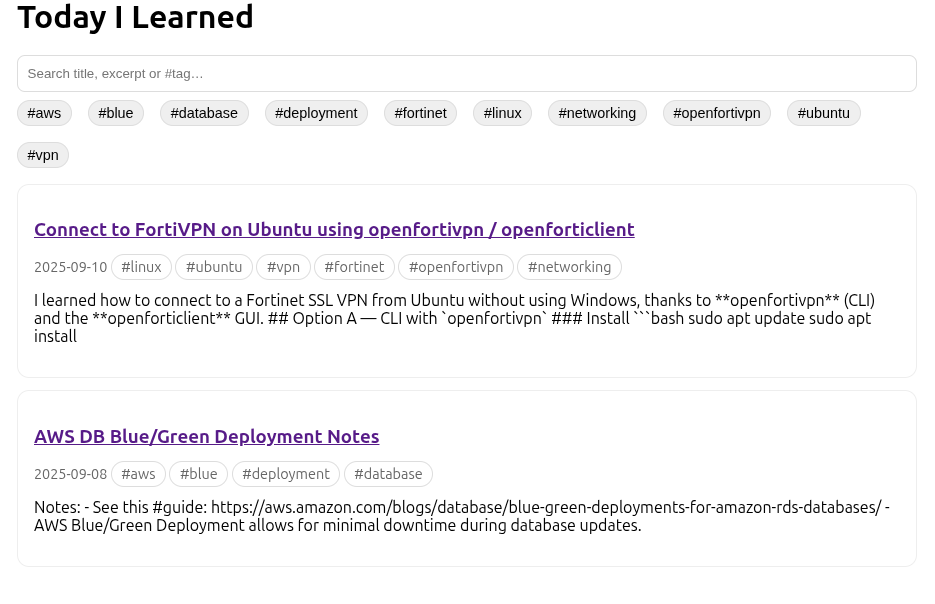 Today I Learned
Search title, excerpt or #tag…
#aws #blue #database #deployment #fortinet #linux #networking #openfortivpn #ubuntu
#vpn
Connect to FortiVPN on Ubuntu using openfortivpn / openforticlient
2025-09-10 #linux #ubuntu #vpn #fortinet #openfortivpn #networking
I learned how to connect to a Fortinet SSL VPN from Ubuntu without using Windows, thanks to **openfortivpn** (CLI)
and the **openforticlient** GUI. ## Option A — CLI with `openfortivpn` ### Install ```bash sudo apt update sudo apt
install
AWS DB Blue/Green Deployment Notes
2025-09-08 #aws #blue #deployment #database
Notes: - See this #guide: https://aws.amazon.com/blogs/database/blue-green-deployments-for-amazon-rds-databases/ -
AWS Blue/Green Deployment allows for minimal downtime during database updates.